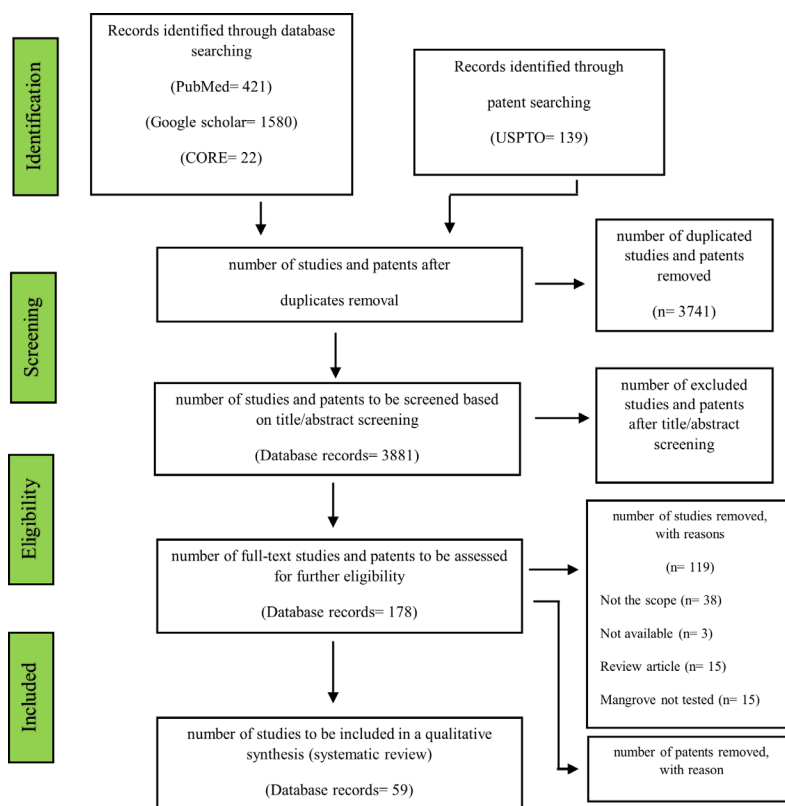 Identification
Records identified through database
searching
(PubMed= 421)
(Google scholar= 1580)
(CORE= 22)
Records identified through
patent searching
(USPTO= 139)
Screening
number of studies and patents after
duplicates removal
number of duplicated
studies and patents
removed
(n= 3741)
number of studies and patents to be screened based
on title/abstract screening
(Database records= 3881)
number of excluded
studies and patents
after title/abstract
screening
Eligibility
number of full-text studies and patents to be assessed
for further eligibility
(Database records= 178)
number of studies removed,
with reasons
(n= 119)
Not the scope (n= 38)
Not available (n= 3)
Review article (n= 15)
Mangrove not tested (n= 15)
Included
number of studies to be included in a qualitative
synthesis (systematic review)
(Database records= 59)
number of patents removed,
with reason